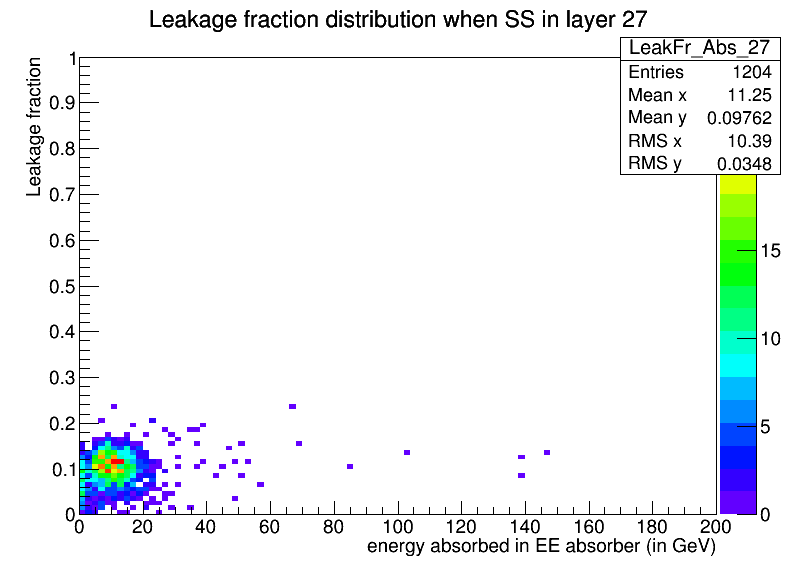 Leakage fraction distribution when SS in layer 27
LeakFr_Abs_27
Entries 1204
Mean x 11.25
Mean y 0.09762
RMS x 10.39
RMS y 0.0348
Leakage fraction
1
0.9
0.8
0.7
0.6
0.5
0.4
0.3
0.2
0.1
0
15
10
5
0
0 20 40 60 80 100 120 140 160 180 200
energy absorbed in EE absorber (in GeV)